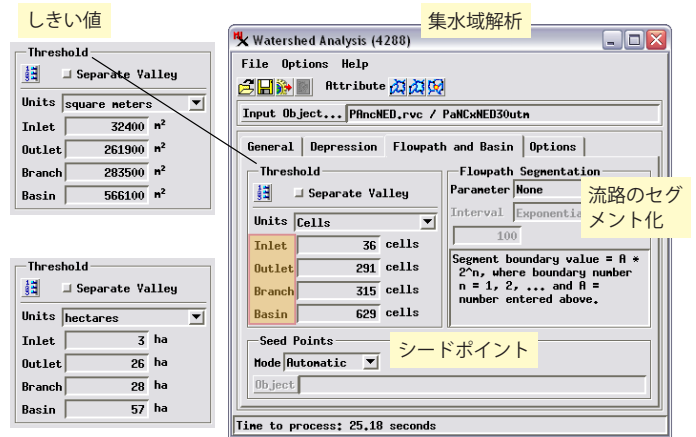 しきい値
集水域解析
Threshold
Separate Valley
Units square meters
Inlet 32400 m²
Outlet 261900 m²
Branch 283500 m²
Basin 566100 m²
Threshold
Separate Valley
Units hectares
Inlet 3 ha
Outlet 26 ha
Branch 28 ha
Basin 57 ha
Watershed Analysis (4288)
File Options Help
Attribute
Input Object... PAncNED.rvc / PaNCxNED30utm
General Depression Flowpath and Basin Options
Threshold
Separate Valley
Units Cells
Inlet 36 cells
Outlet 291 cells
Branch 315 cells
Basin 629 cells
Flowpath Segmentation
Parameter None
Interval
100
流路のセグ
メント化
Segment boundary value = A *
2^n, where boundary number
n = 1, 2, ... and A =
number entered above.
Seed Points
シードポイント
Mode Automatic
Object
Time to process: 25.18 seconds